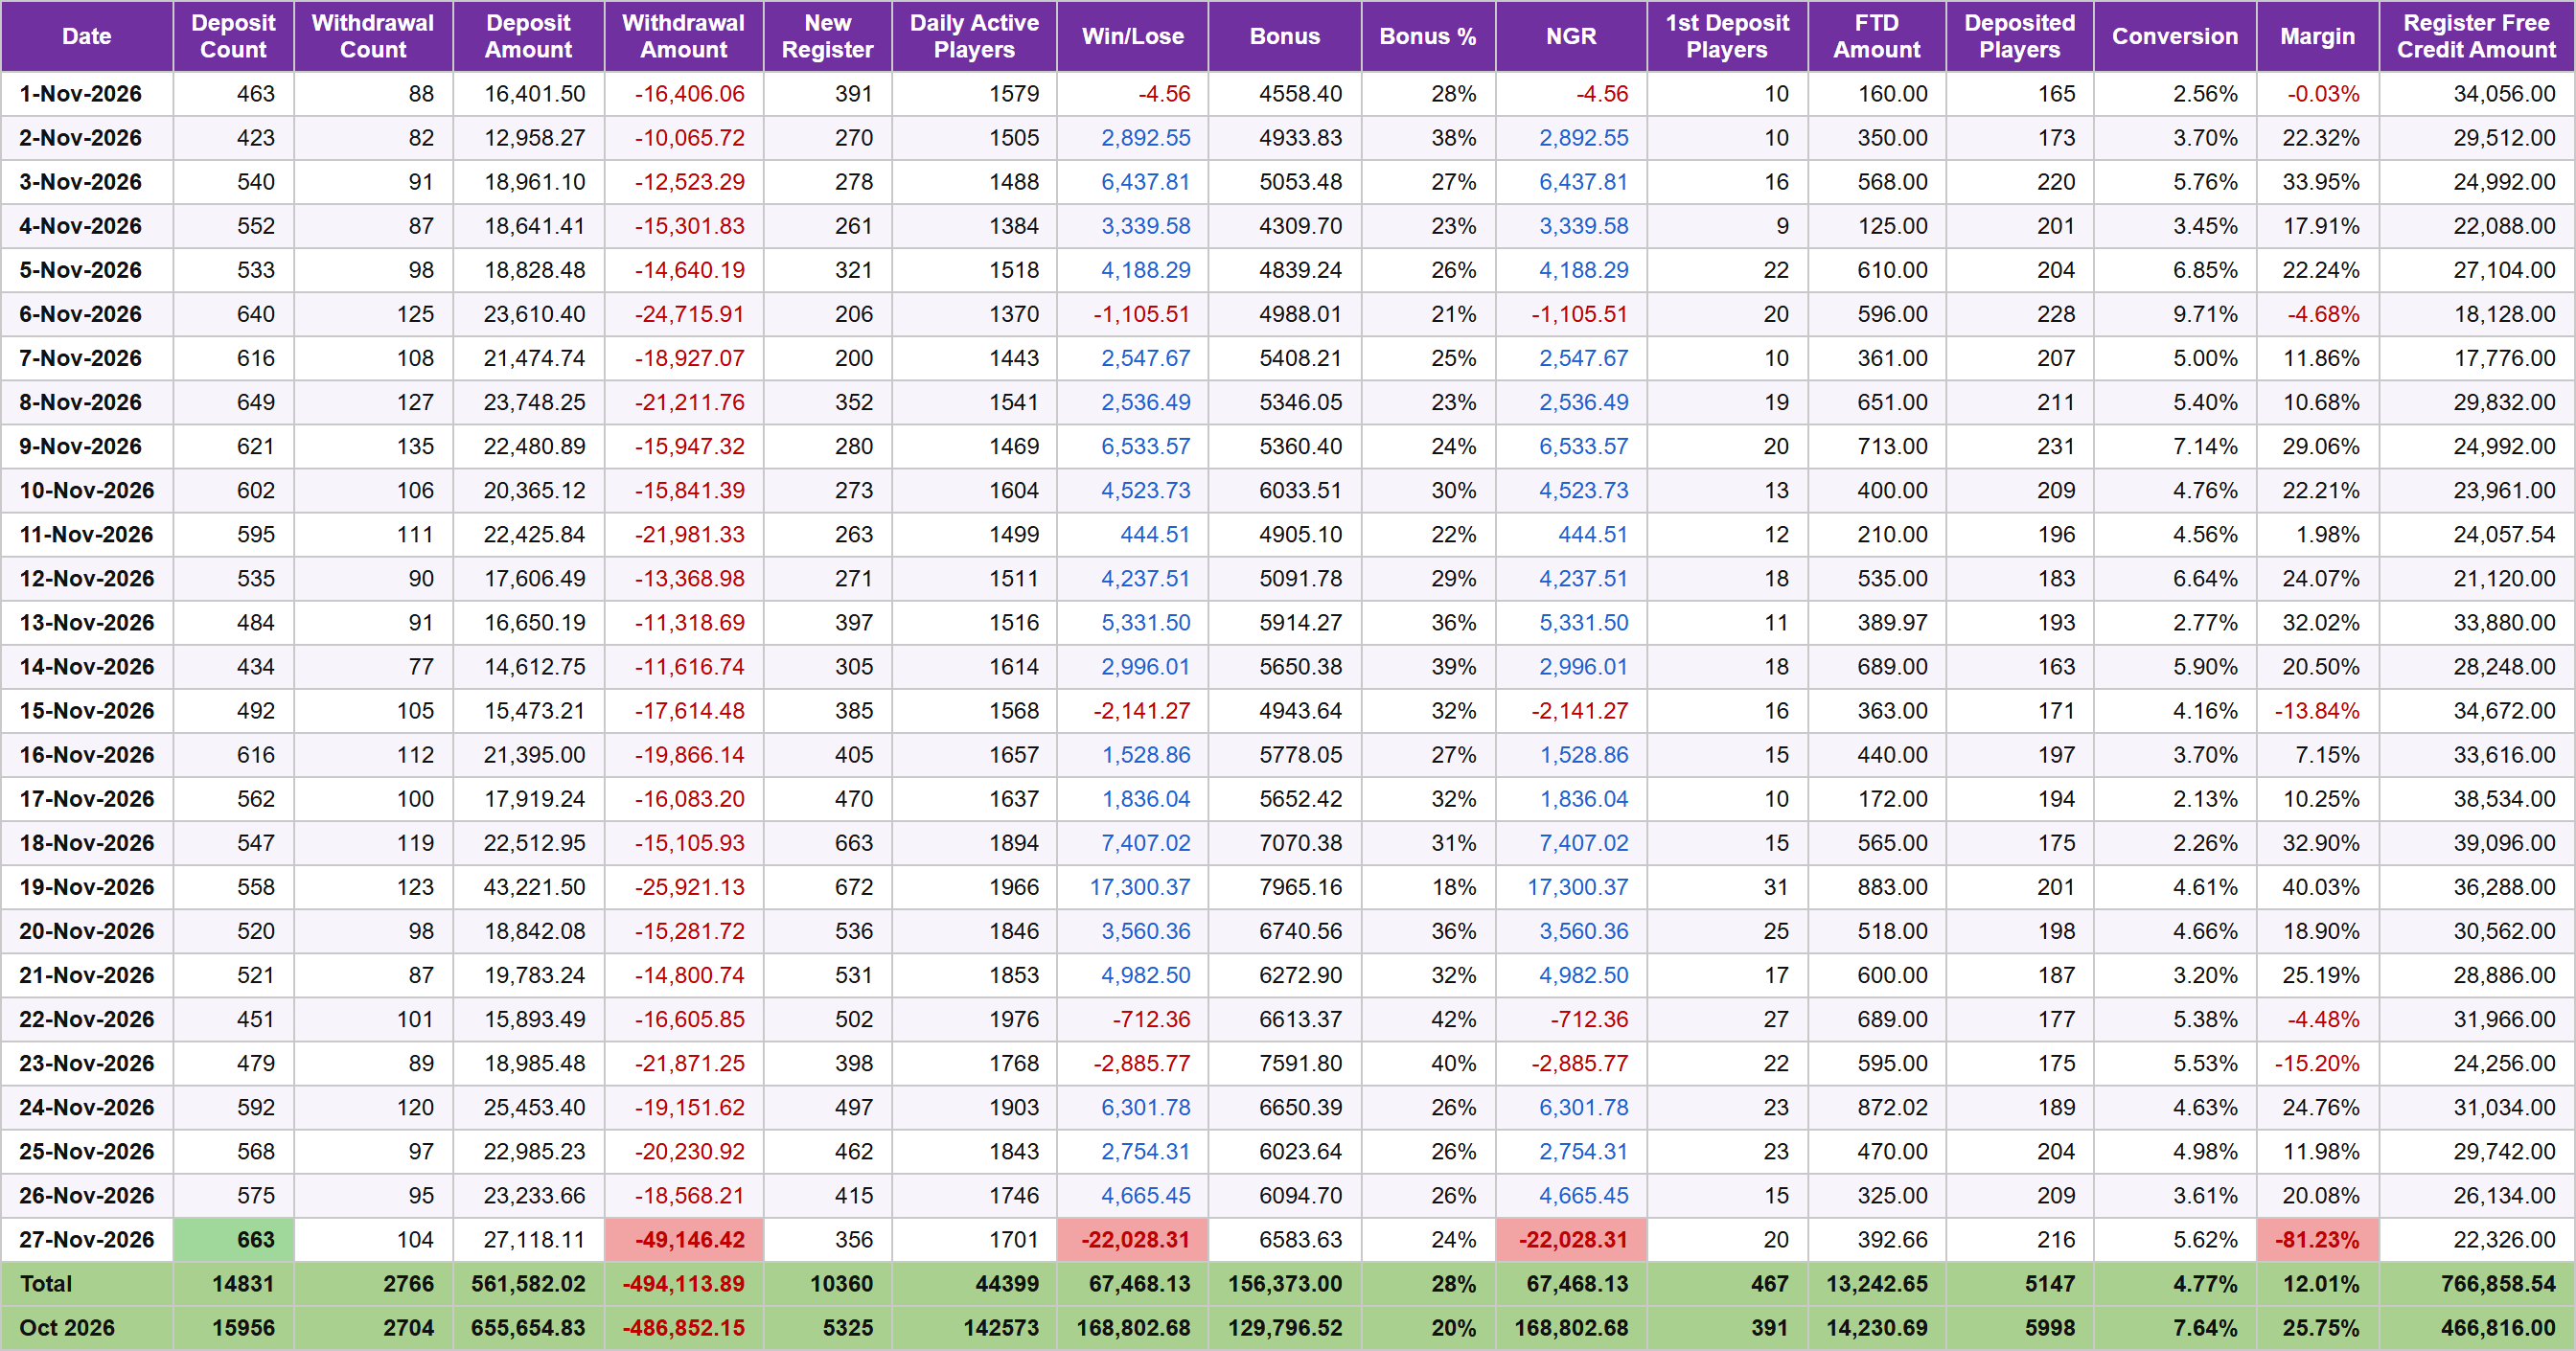 Date Deposit Count Withdrawal Count Deposit Amount Withdrawal Amount New Register Daily Active Players Win/Lose Bonus Bonus % NGR 1st Deposit Players FTD Amount Deposited Players Conversion Margin Register Free Credit Amount
1-Nov-2026 463 88 16,401.50 -16,406.06 391 1579 -4.56 4558.40 28% -4.56 10 160.00 165 2.56% -0.03% 34,056.00
2-Nov-2026 423 82 12,958.27 -10,065.72 270 1505 2,892.55 4933.83 38% 2,892.55 10 350.00 173 3.70% 22.32% 29,512.00
3-Nov-2026 540 91 18,961.10 -12,523.29 278 1488 6,437.81 5053.48 27% 6,437.81 16 568.00 220 5.76% 33.95% 24,992.00
4-Nov-2026 552 87 18,641.41 -15,301.83 261 1384 3,339.58 4309.70 23% 3,339.58 9 125.00 201 3.45% 17.91% 22,088.00
5-Nov-2026 533 98 18,828.48 -14,640.19 321 1518 4,188.29 4839.24 26% 4,188.29 22 610.00 204 6.85% 22.24% 27,104.00
6-Nov-2026 640 125 23,610.40 -24,715.91 206 1370 -1,105.51 4988.01 21% -1,105.51 20 596.00 228 9.71% -4.68% 18,128.00
7-Nov-2026 616 108 21,474.74 -18,927.07 200 1443 2,547.67 5408.21 25% 2,547.67 10 361.00 207 5.00% 11.86% 17,776.00
8-Nov-2026 649 127 23,748.25 -21,211.76 352 1541 2,536.49 5346.05 23% 2,536.49 19 651.00 211 5.40% 10.68% 29,832.00
9-Nov-2026 621 135 22,480.89 -15,947.32 280 1469 6,533.57 5360.40 24% 6,533.57 20 713.00 231 7.14% 29.06% 24,992.00
10-Nov-2026 602 106 20,365.12 -15,841.39 273 1604 4,523.73 6033.51 30% 4,523.73 13 400.00 209 4.76% 22.21% 23,961.00
11-Nov-2026 595 111 22,425.84 -21,981.33 263 1499 444.51 4905.10 22% 444.51 12 210.00 196 4.56% 1.98% 24,057.54
12-Nov-2026 535 90 17,606.49 -13,368.98 271 1511 4,237.51 5091.78 29% 4,237.51 18 535.00 183 6.64% 24.07% 21,120.00
13-Nov-2026 484 91 16,650.19 -11,318.69 397 1516 5,331.50 5914.27 36% 5,331.50 11 389.97 193 2.77% 32.02% 33,880.00
14-Nov-2026 434 77 14,612.75 -11,616.74 305 1614 2,996.01 5650.38 39% 2,996.01 18 689.00 163 5.90% 20.50% 28,248.00
15-Nov-2026 492 105 15,473.21 -17,614.48 385 1568 -2,141.27 4943.64 32% -2,141.27 16 363.00 171 4.16% -13.84% 34,672.00
16-Nov-2026 616 112 21,395.00 -19,866.14 405 1657 1,528.86 5778.05 27% 1,528.86 15 440.00 197 3.70% 7.15% 33,616.00
17-Nov-2026 562 100 17,919.24 -16,083.20 470 1637 1,836.04 5652.42 32% 1,836.04 10 172.00 194 2.13% 10.25% 38,534.00
18-Nov-2026 547 119 22,512.95 -15,105.93 663 1894 7,407.02 7070.38 31% 7,407.02 15 565.00 175 2.26% 32.90% 39,096.00
19-Nov-2026 558 123 43,221.50 -25,921.13 672 1966 17,300.37 7965.16 18% 17,300.37 31 883.00 201 4.61% 40.03% 36,288.00
20-Nov-2026 520 98 18,842.08 -15,281.72 536 1846 3,560.36 6740.56 36% 3,560.36 25 518.00 198 4.66% 18.90% 30,562.00
21-Nov-2026 521 87 19,783.24 -14,800.74 531 1853 4,982.50 6272.90 32% 4,982.50 17 600.00 187 3.20% 25.19% 28,886.00
22-Nov-2026 451 101 15,893.49 -16,605.85 502 1976 -712.36 6613.37 42% -712.36 27 689.00 177 5.38% -4.48% 31,966.00
23-Nov-2026 479 89 18,985.48 -21,871.25 398 1768 -2,885.77 7591.80 40% -2,885.77 22 595.00 175 5.53% -15.20% 24,256.00
24-Nov-2026 592 120 25,453.40 -19,151.62 497 1903 6,301.78 6650.39 26% 6,301.78 23 872.02 189 4.63% 24.76% 31,034.00
25-Nov-2026 568 97 22,985.23 -20,230.92 462 1843 2,754.31 6023.64 26% 2,754.31 23 470.00 204 4.98% 11.98% 29,742.00
26-Nov-2026 575 95 23,233.66 -18,568.21 415 1746 4,665.45 6094.70 26% 4,665.45 15 325.00 209 3.61% 20.08% 26,134.00
27-Nov-2026 663 104 27,118.11 -49,146.42 356 1701 -22,028.31 6583.63 24% -22,028.31 20 392.66 216 5.62% -81.23% 22,326.00
Total 14831 2766 561,582.02 -494,113.89 10360 44399 67,468.13 156,373.00 28% 67,468.13 467 13,242.65 5147 4.77% 12.01% 766,858.54
Oct 2026 15956 2704 655,654.83 -486,852.15 5325 142573 168,802.68 129,796.52 20% 168,802.68 391 14,230.69 5998 7.64% 25.75% 466,816.00